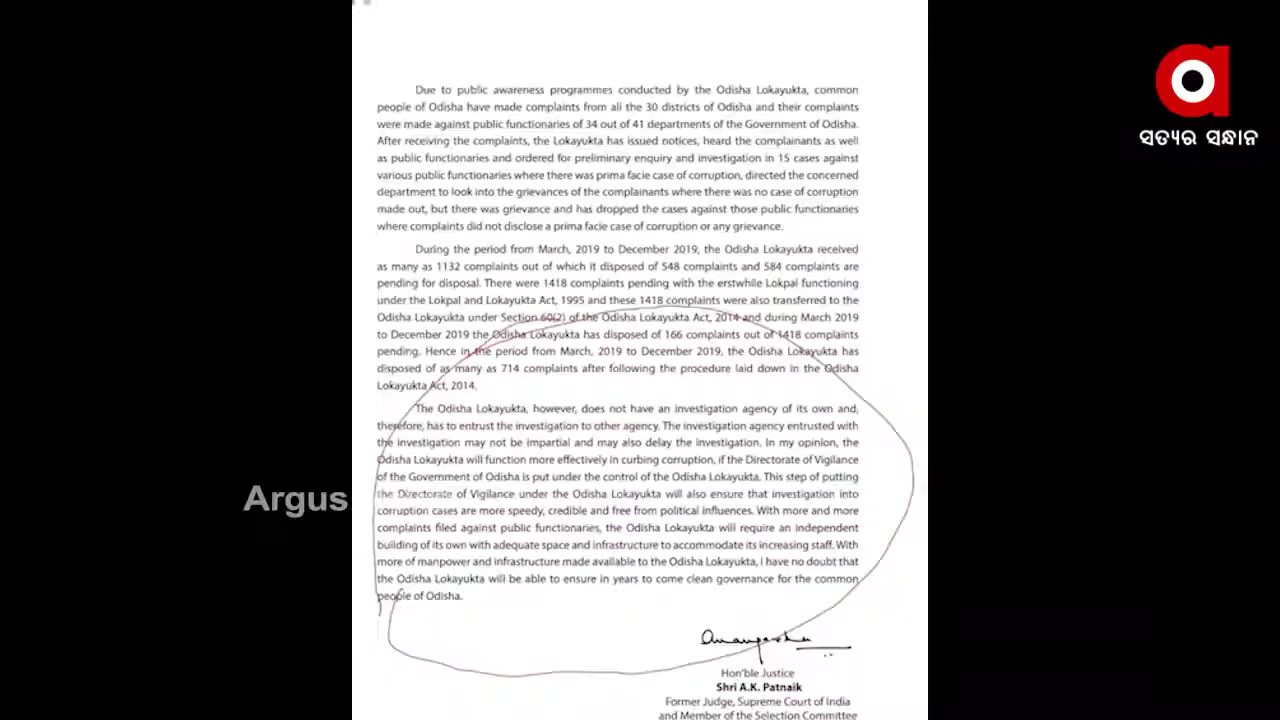 Due to public awareness programmes conducted by the Odisha Lokayukta, common
people of Odisha have made complaints from all the 30 districts of Odisha and their complaints
were made against public functionaries of 34 out of 41 departments of the Government of Odisha.
After receiving the complaints, the Lokayukta has issued notices, heard the complainants as well
as public functionaries and ordered for preliminary enquiry and investigation in 15 cases against
various public functionaries where there was prima facie case of corruption, directed the concerned
department to look into the grievances of the complainants where there was no case of corruption
made out, but there was grievance and has dropped the cases against those public functionaries
where complaints did not disclose a prima facie case of corruption or any grievance.
During the period from March, 2019 to December 2019, the Odisha Lokayukta received
as many as 1132 complaints out of which it disposed of 548 complaints and 584 complaints are
pending for disposal. There were 1418 complaints pending with the erstwhile Lokpal functioning
under the Lokpal and Lokayukta Act, 1995 and these 1418 complaints were also transferred to the
Odisha Lokayukta under Section 60(2) of the Odisha Lokayukta Act, 2014 and during March 2019
to December 2019 the Odisha Lokayukta has disposed of 166 complaints out of 1418 complaints
pending. Hence in the period from March, 2019 to December 2019, the Odisha Lokayukta has
disposed of as many as 714 complaints after following the procedure laid down in the Odisha
Lokayukta Act, 2014.
The Odisha Lokayukta, however, does not have an investigation agency of its own and,
therefore, has to entrust the investigation to other agency. The investigation agency entrusted with
the investigation may not be impartial and may also delay the investigation. In my opinion, the
Odisha Lokayukta will function more effectively in curbing corruption, if the Directorate of Vigilance
of the Government of Odisha is put under the control of the Odisha Lokayukta. This step of putting
the Directorate of Vigilance under the Odisha Lokayukta will also ensure that investigation into
corruption cases are more speedy, credible and free from political influences. With more and more
complaints filed against public functionaries, the Odisha Lokayukta will require an independent
building of its own with adequate space and infrastructure to accommodate its increasing staff. With
more of manpower and infrastructure made available to the Odisha Lokayukta, I have no doubt that
the Odisha Lokayukta will be able to ensure in years to come clean governance for the common
people of Odisha.
Hon'ble Justice
Shri A.K. Patnaik
Former Judge, Supreme Court of India
and Member of the Selection Committee
Argus
ସତ୍ୟର ସନ୍ଧାନ